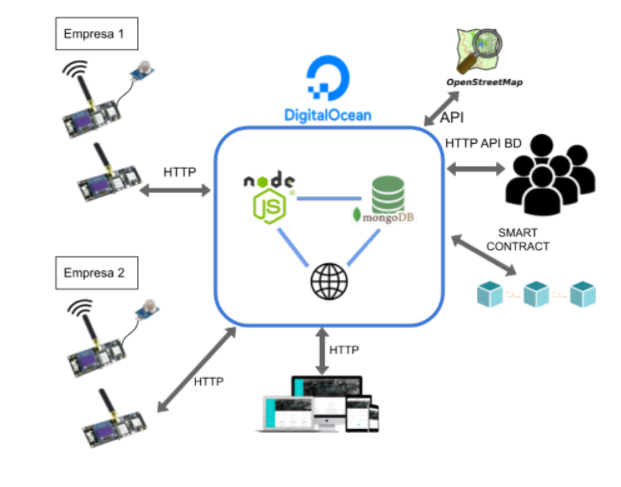 Empresa 1
OpenStreetMap
DigitalOcean
API
HTTP API BD
HTTP
node
JS
mongoDB
SMART
CONTRACT
Empresa 2
HTTP
HTTP